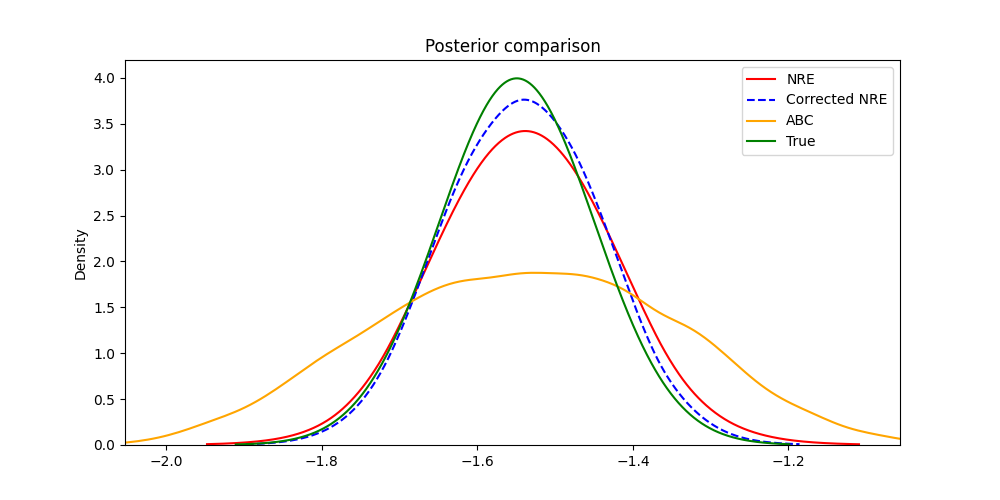 Posterior comparison
NRE
Corrected NRE
ABC
True
Density
4.0
3.5
3.0
2.5
2.0
1.5
1.0
0.5
0.0
−2.0 −1.8 −1.6 −1.4 −1.2